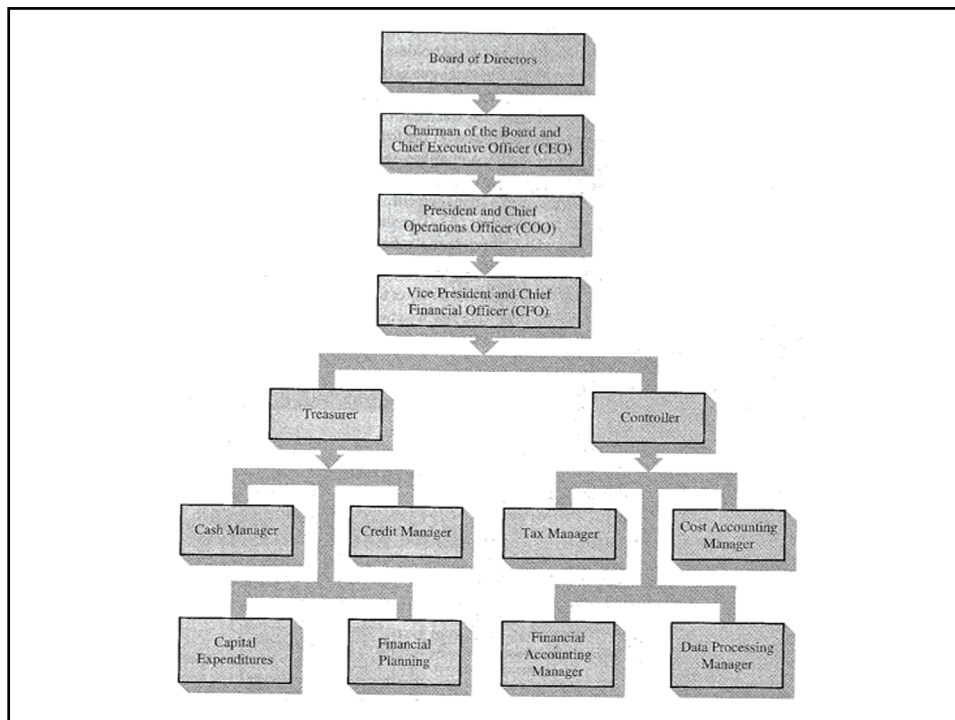 Board of Directors
Chairman of the Board and
Chief Executive Officer (CEO)
President and Chief
Operations Officer (COO)
Vice President and Chief
Financial Officer (CFO)
Treasurer
Controller
Cash Manager
Credit Manager
Tax Manager
Cost Accounting
Manager
Capital
Expenditures
Financial
Planning
Financial
Accounting
Manager
Data Processing
Manager